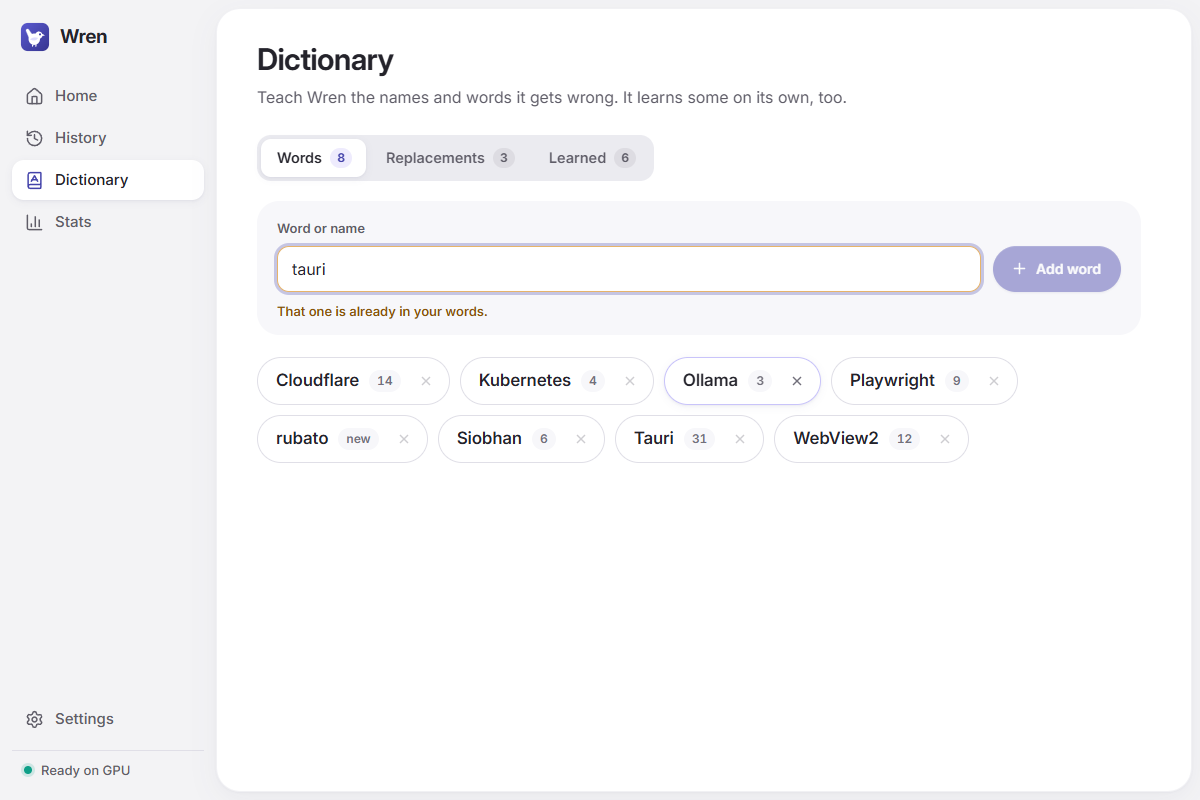 Wren
Home
History
Dictionary
Stats
Settings
Ready on GPU
Dictionary
Teach Wren the names and words it gets wrong. It learns some on its own, too.
Words 8 Replacements 3 Learned 6
Word or name
tauri
+ Add word
That one is already in your words.
Cloudflare 14 × Kubernetes 4 × Ollama 3 × Playwright 9 ×
rubato new × Siobhan 6 × Tauri 31 × WebView2 12 ×